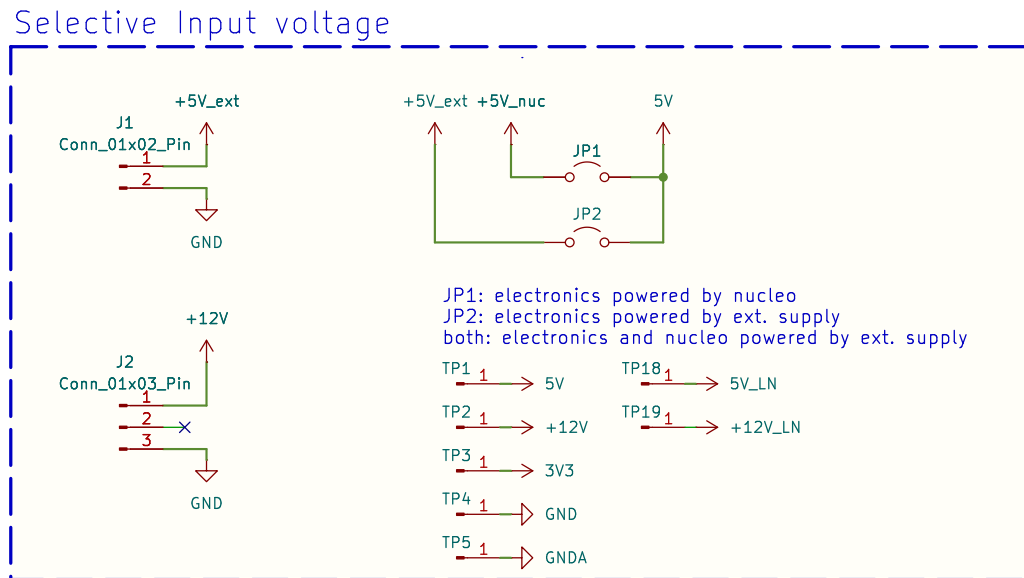 Selective Input voltage
+5V_ext
J1
Conn_01x02_Pin
1
2
GND
+5V_ext +5V_nuc 5V
JP1
JP2
JP1: electronics powered by nucleo
JP2: electronics powered by ext. supply
both: electronics and nucleo powered by ext. supply
+12V
J2
Conn_01x03_Pin
1
2
3
GND
TP1 1 5V
TP2 1 +12V
TP3 1 3V3
TP4 1 GND
TP5 1 GNDA
TP18 1 5V_LN
TP19 1 +12V_LN